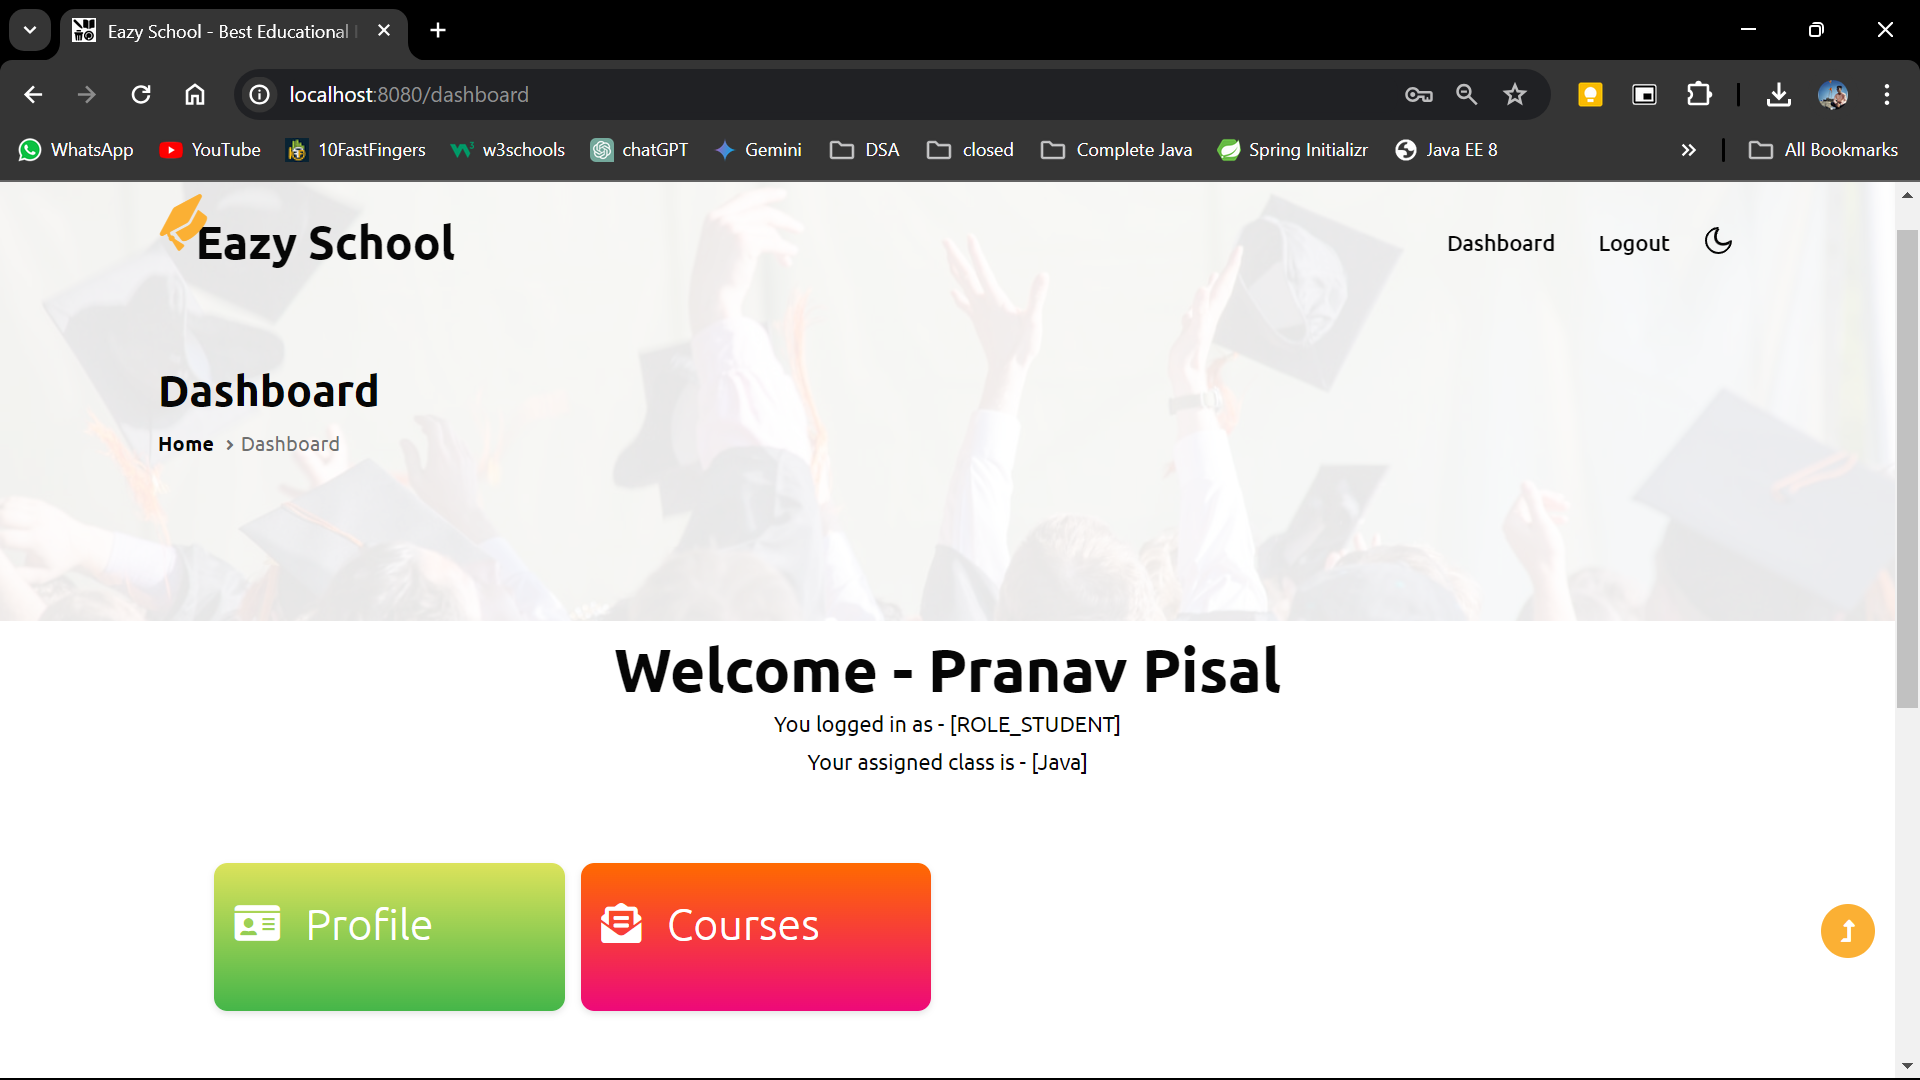 Eazy School - Best Educational
localhost:8080/dashboard
WhatsApp YouTube 10FastFingers w3schools chatGPT Gemini DSA closed Complete Java Spring Initializr Java EE 8 » All Bookmarks
Eazy School Dashboard Logout
Dashboard
Home > Dashboard
Welcome - Pranav Pisal
You logged in as - [ROLE_STUDENT]
Your assigned class is - [Java]
Profile Courses